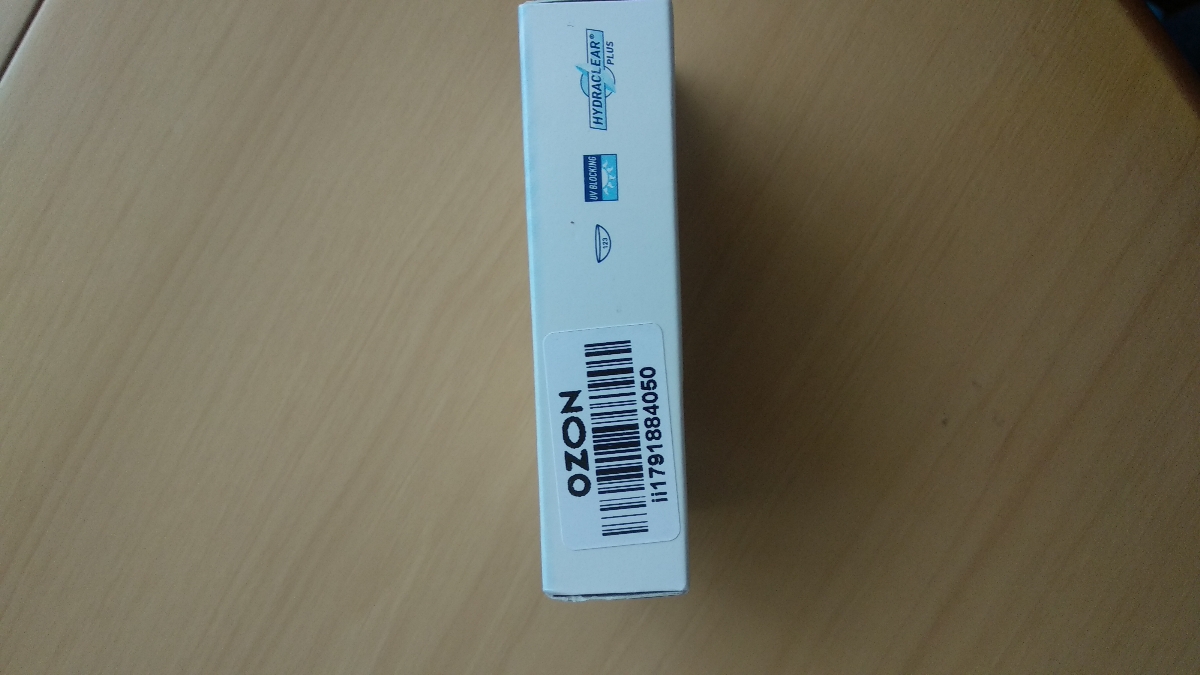 HYDRACLEAR®
PLUS
UV BLOCKING
123
OZON
ii1791884050